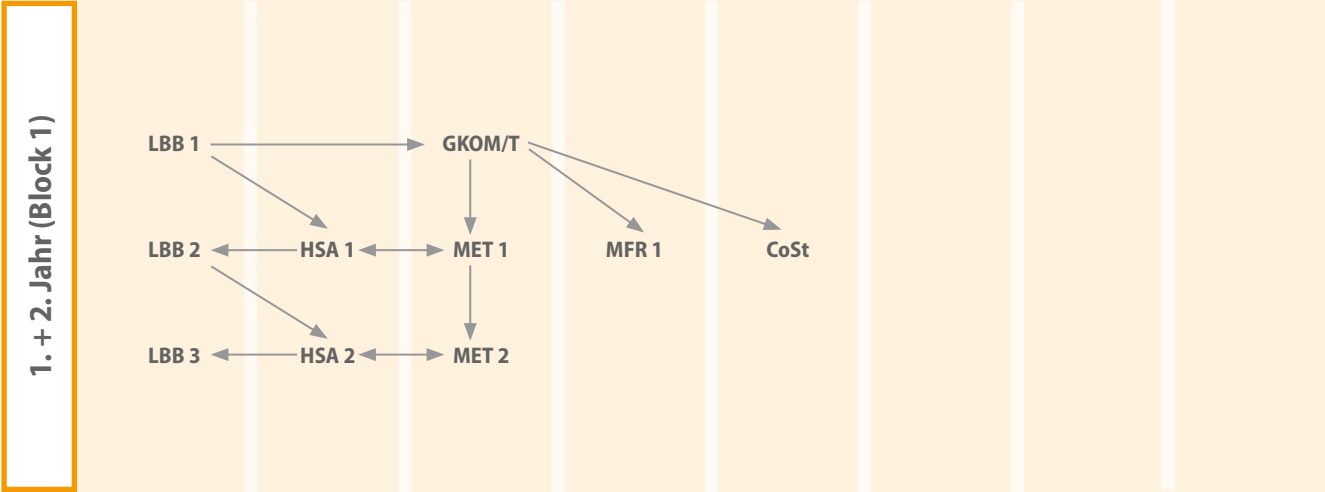 1. + 2. Jahr (Block 1)
LBB 1 GKOM/T
LBB 2 HSA 1 MET 1 MFR 1 CoSt
LBB 3 HSA 2 MET 2